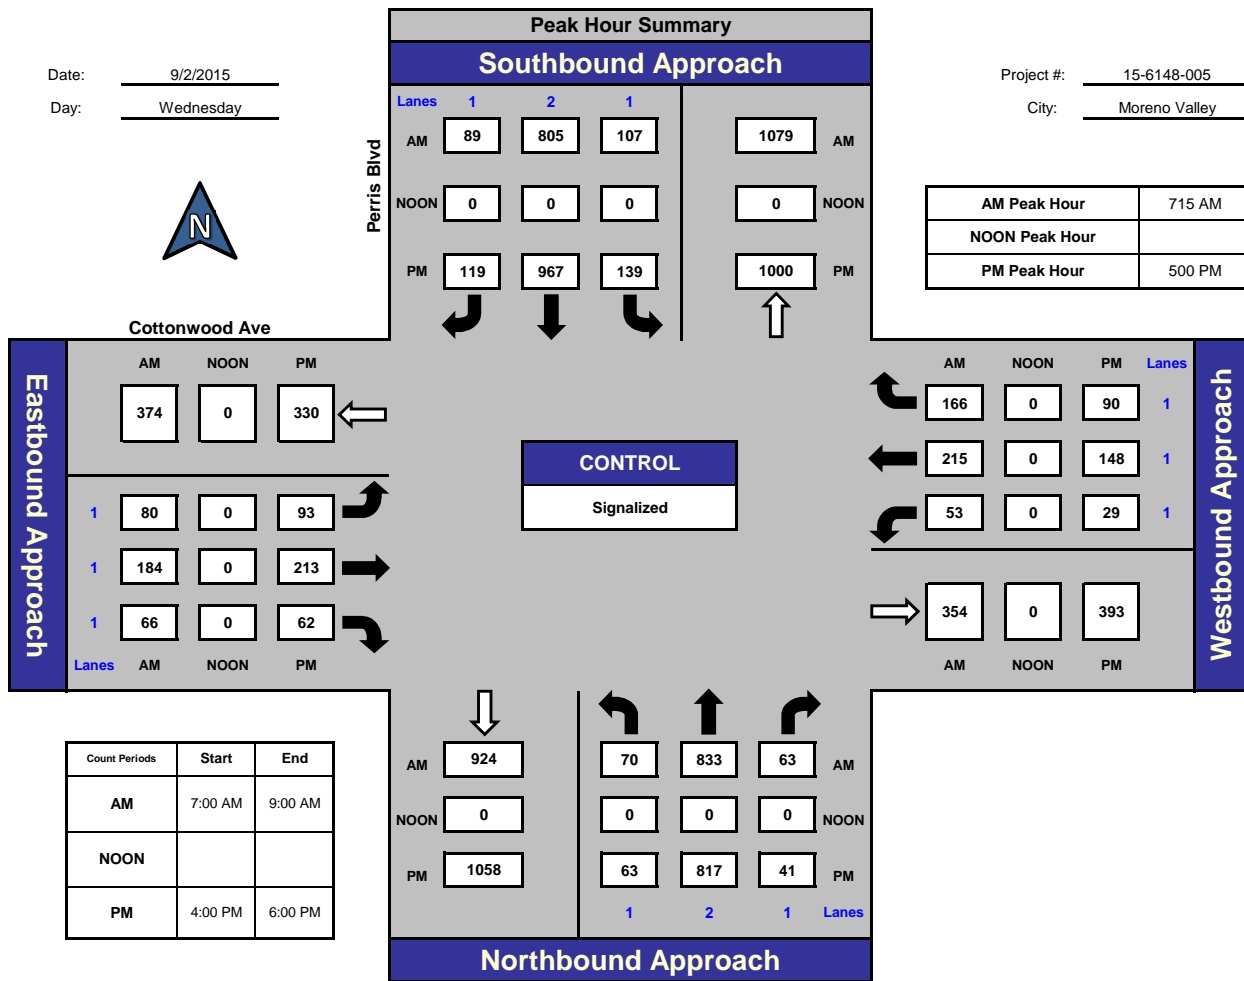 Peak Hour Summary
Southbound Approach
Date: 9/2/2015
Project #: 15-6148-005
Day: Wednesday
City: Moreno Valley
Lanes 1 2 1
AM 89 805 107 1079 AM
Perris Blvd
N
NOON 0 0 0 0 NOON
AM Peak Hour 715 AM
NOON Peak Hour
PM Peak Hour 500 PM
PM 119 967 139 1000 PM
Cottonwood Ave
Eastbound Approach
AM NOON PM
374 0 330
1 80 0 93
1 184 0 213
1 66 0 62
Lanes AM NOON PM
CONTROL
Signalized
AM NOON PM Lanes
166 0 90 1
215 0 148 1
53 0 29 1
354 0 393
AM NOON PM
Westbound Approach
Count Periods Start End
AM 7:00 AM 9:00 AM
NOON
PM 4:00 PM 6:00 PM
AM 924 70 833 63 AM
NOON 0 0 0 0 NOON
PM 1058 63 817 41 PM
1 2 1 Lanes
Northbound Approach